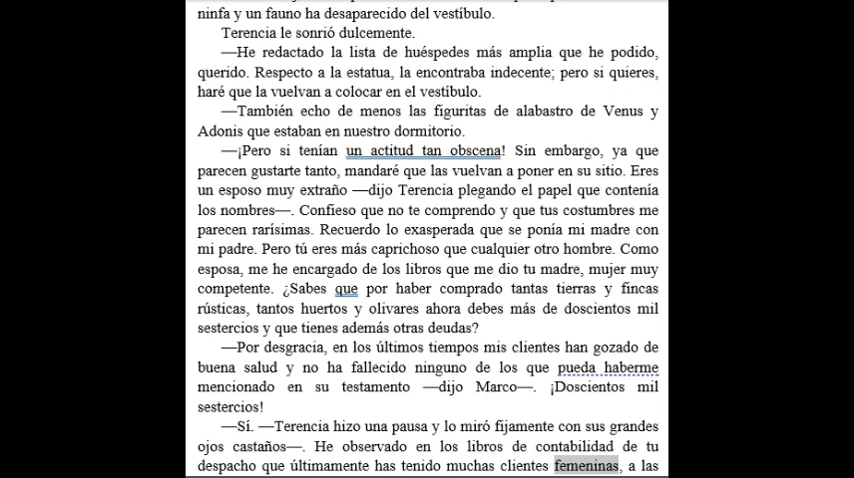 ninfa y un fauno ha desaparecido del vestíbulo.
Terencia le sonrió dulcemente.
—He redactado la lista de huéspedes más amplia que he podido,
querido. Respecto a la estatua, la encontraba indecente; pero si quieres,
haré que la vuelvan a colocar en el vestíbulo.
—También echo de menos las figuritas de alabastro de Venus y
Adonis que estaban en nuestro dormitorio.
—¡Pero si tenían un actitud tan obscena! Sin embargo, ya que
parecen gustarte tanto, mandaré que las vuelvan a poner en su sitio. Eres
un esposo muy extraño —dijo Terencia plegando el papel que contenía
los nombres—. Confieso que no te comprendo y que tus costumbres me
parecen rarísimas. Recuerdo lo exasperada que se ponía mi madre con
mi padre. Pero tú eres más caprichoso que cualquier otro hombre. Como
esposa, me he encargado de los libros que me dio tu madre, mujer muy
competente. ¿Sabes que por haber comprado tantas tierras y fincas
rústicas, tantos huertos y olivares ahora debes más de doscientos mil
sestercios y que tienes además otras deudas?
—Por desgracia, en los últimos tiempos mis clientes han gozado de
buena salud y no ha fallecido ninguno de los que pueda haberme
mencionado en su testamento —dijo Marco—. ¡Doscientos mil
sestercios!
—Sí. —Terencia hizo una pausa y lo miró fijamente con sus grandes
ojos castaños—. He observado en los libros de contabilidad de tu
despacho que últimamente has tenido muchas clientes femeninas, a las